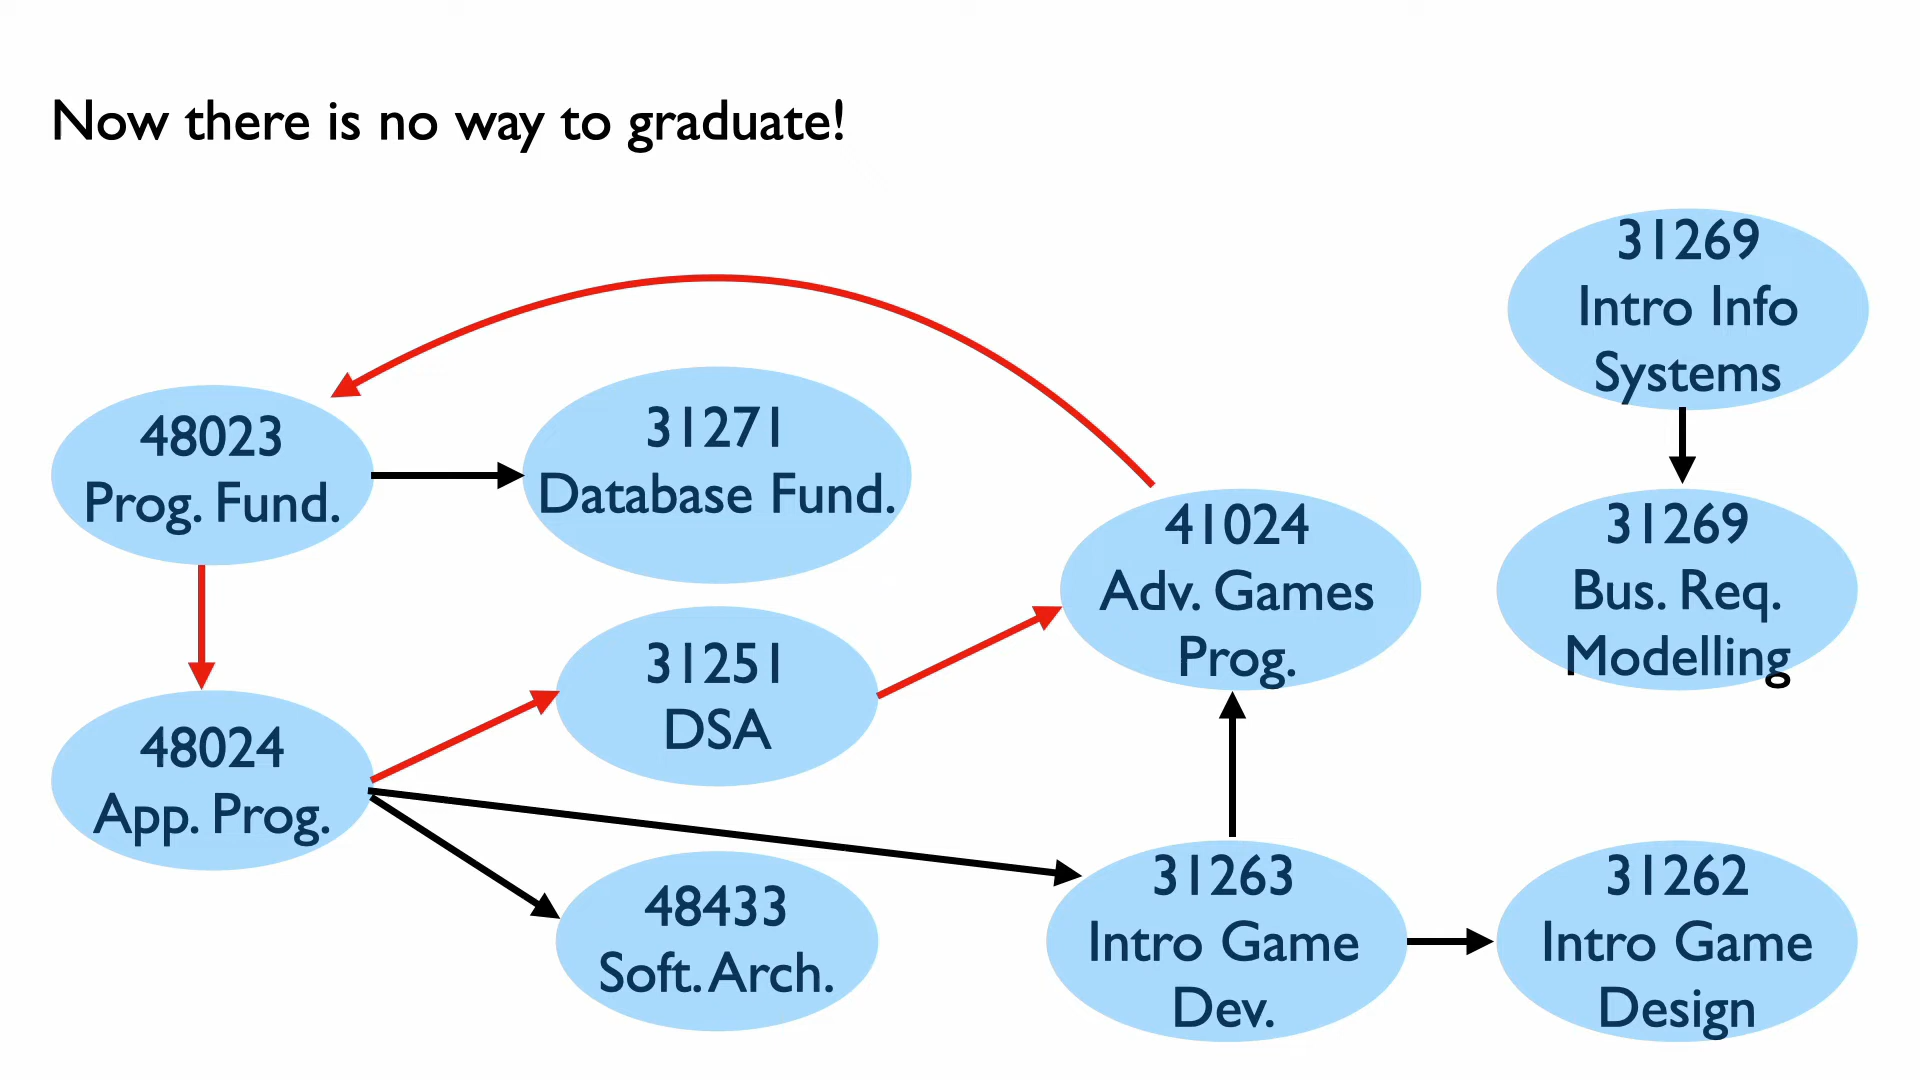 Now there is no way to graduate!
31269
Intro Info
Systems
48023
Prog. Fund.
31271
Database Fund.
41024
Adv. Games
Prog.
31269
Bus. Req.
Modelling
31251
DSA
48024
App. Prog.
48433
Soft. Arch.
31263
Intro Game
Dev.
31262
Intro Game
Design